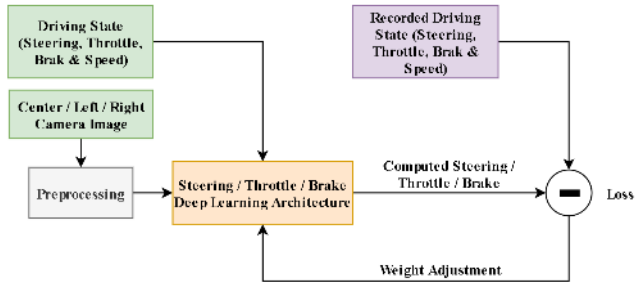 Driving State
(Steering, Throttle,
Brak & Speed)
Recorded Driving
State (Steering,
Throttle, Brak &
Speed)
Center / Left / Right
Camera Image
Preprocessing
Steering / Throttle / Brake
Deep Learning Architecture
Computed Steering /
Throttle / Brake
Loss
Weight Adjustment